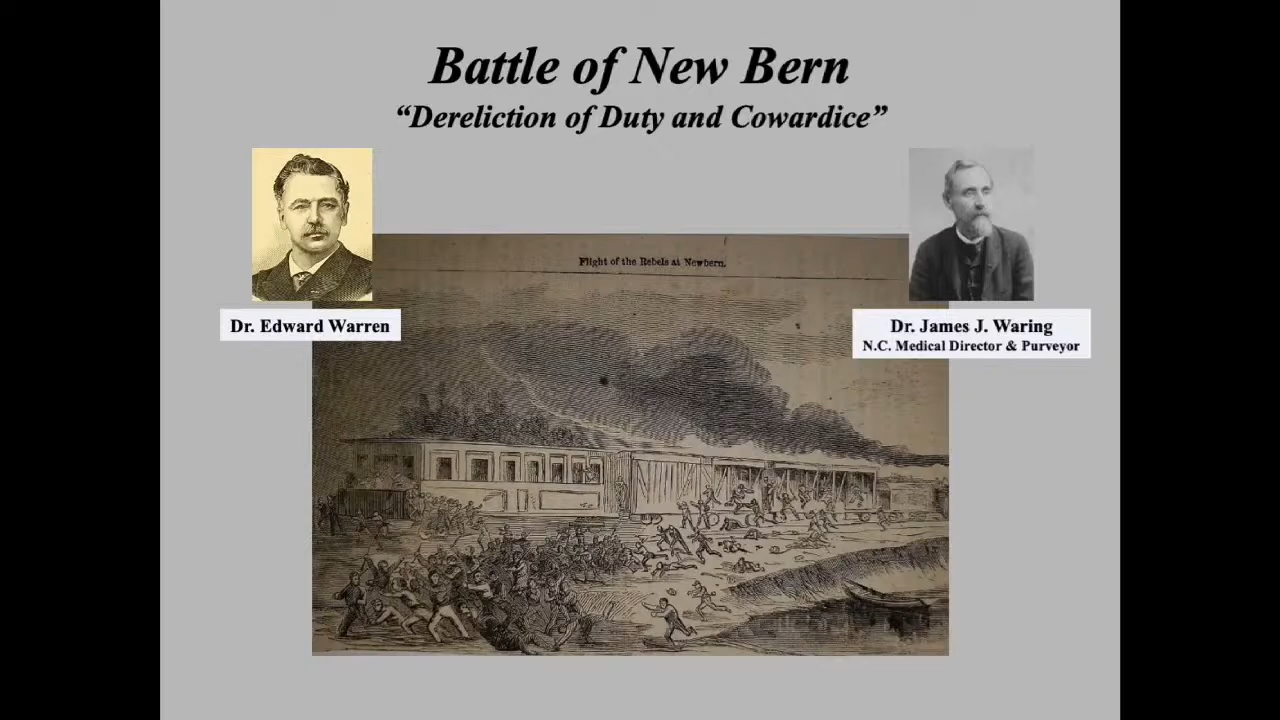 Battle of New Bern
“Dereliction of Duty and Cowardice”
Flight of the Rebels at Newbern.
Dr. Edward Warren
Dr. James J. Waring
N.C. Medical Director & Purveyor